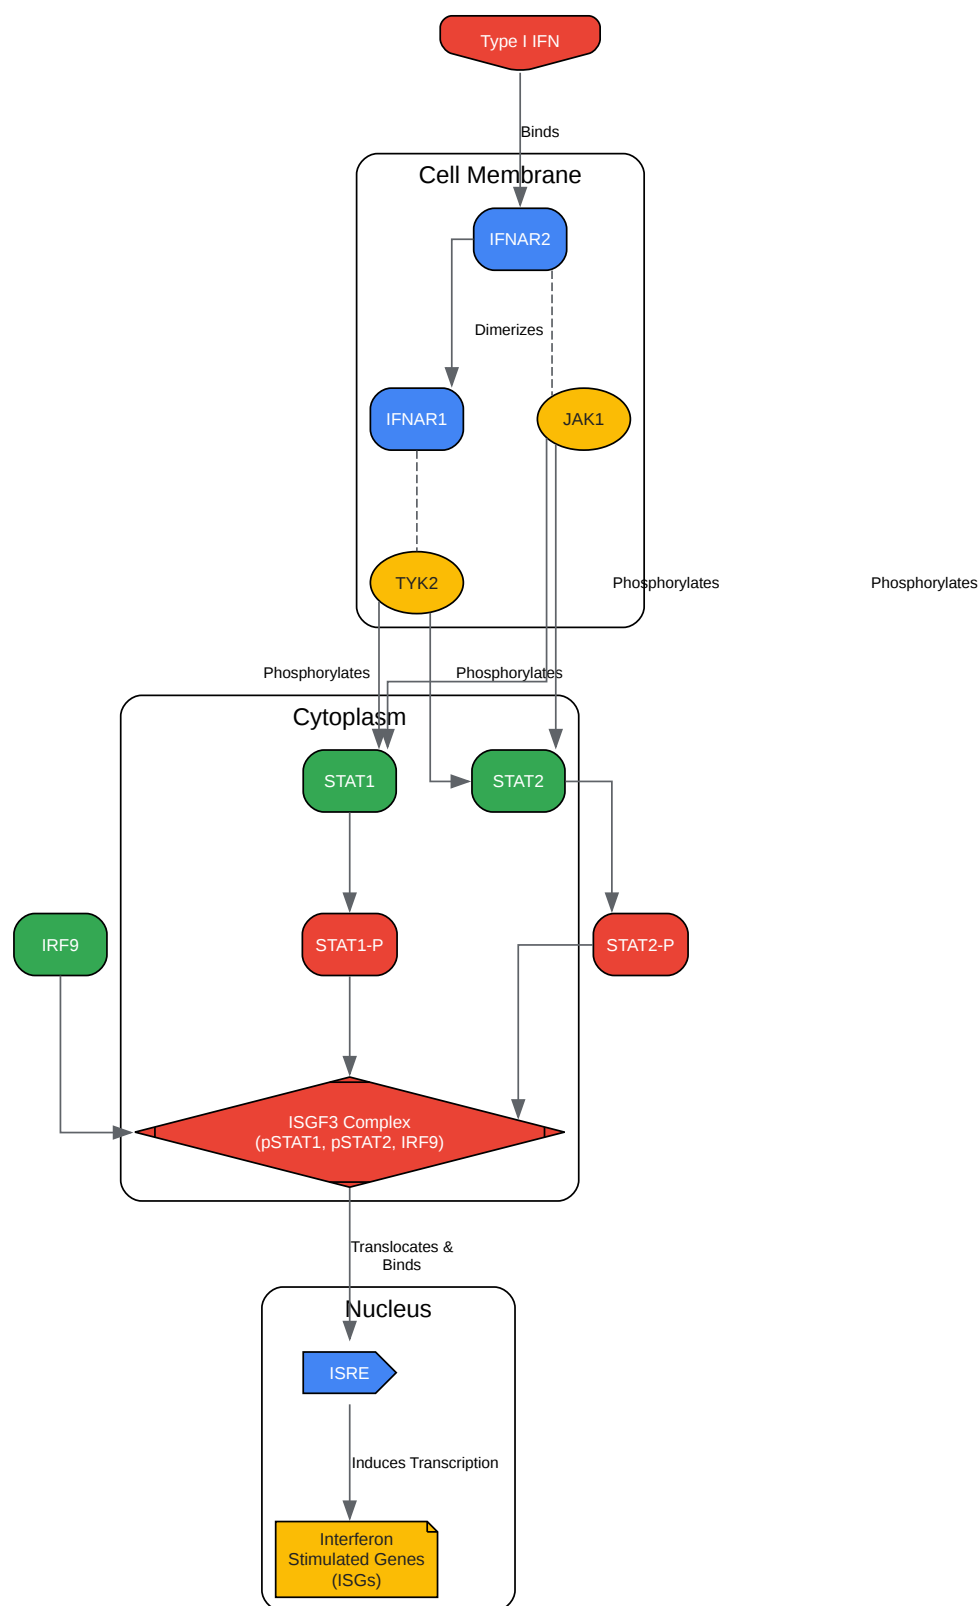 Type I IFN
Binds
Cell Membrane
IFNAR2
Dimerizes
IFNAR1
JAK1
TYK2
Phosphorylates
Phosphorylates
Phosphorylates
Phosphorylates
Cytoplasm
STAT1
STAT2
IRF9
STAT1-P
STAT2-P
ISGF3 Complex
(pSTAT1, pSTAT2, IRF9)
Translocates &
Binds
Nucleus
ISRE
Induces Transcription
Interferon
Stimulated Genes
(ISGs)